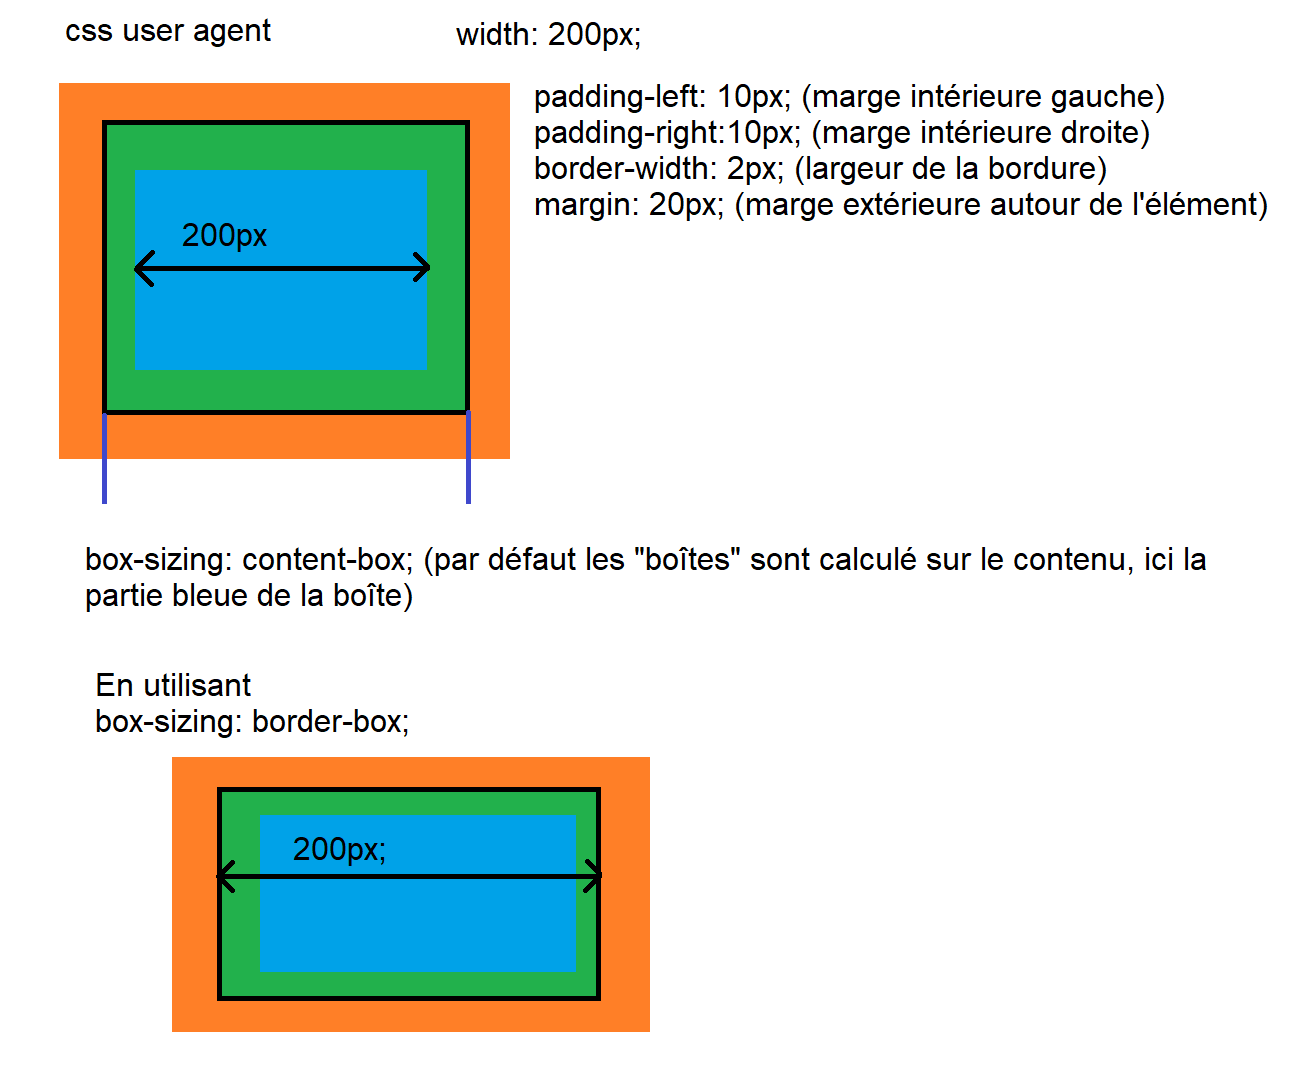 css user agent
width: 200px;
padding-left: 10px; (marge intérieure gauche)
padding-right:10px; (marge intérieure droite)
border-width: 2px; (largeur de la bordure)
margin: 20px; (marge extérieure autour de l'élément)
200px
box-sizing: content-box; (par défaut les "boîtes" sont calculé sur le contenu, ici la
partie bleue de la boîte)
En utilisant
box-sizing: border-box;
200px;